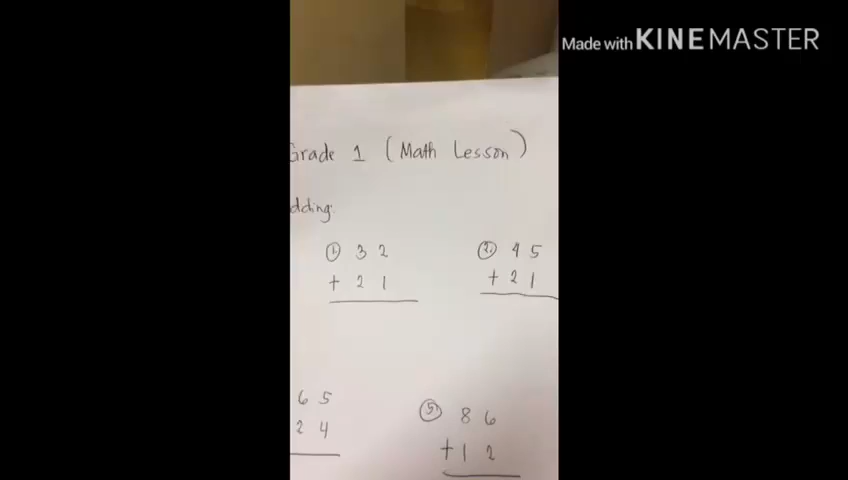 Made with KINEMASTER
Grade 1 (Math Lesson)
dding:
1. 3 2 2. 4 5
+ 2 1 + 2 1
6 5 5. 8 6
2 4 + 1 2